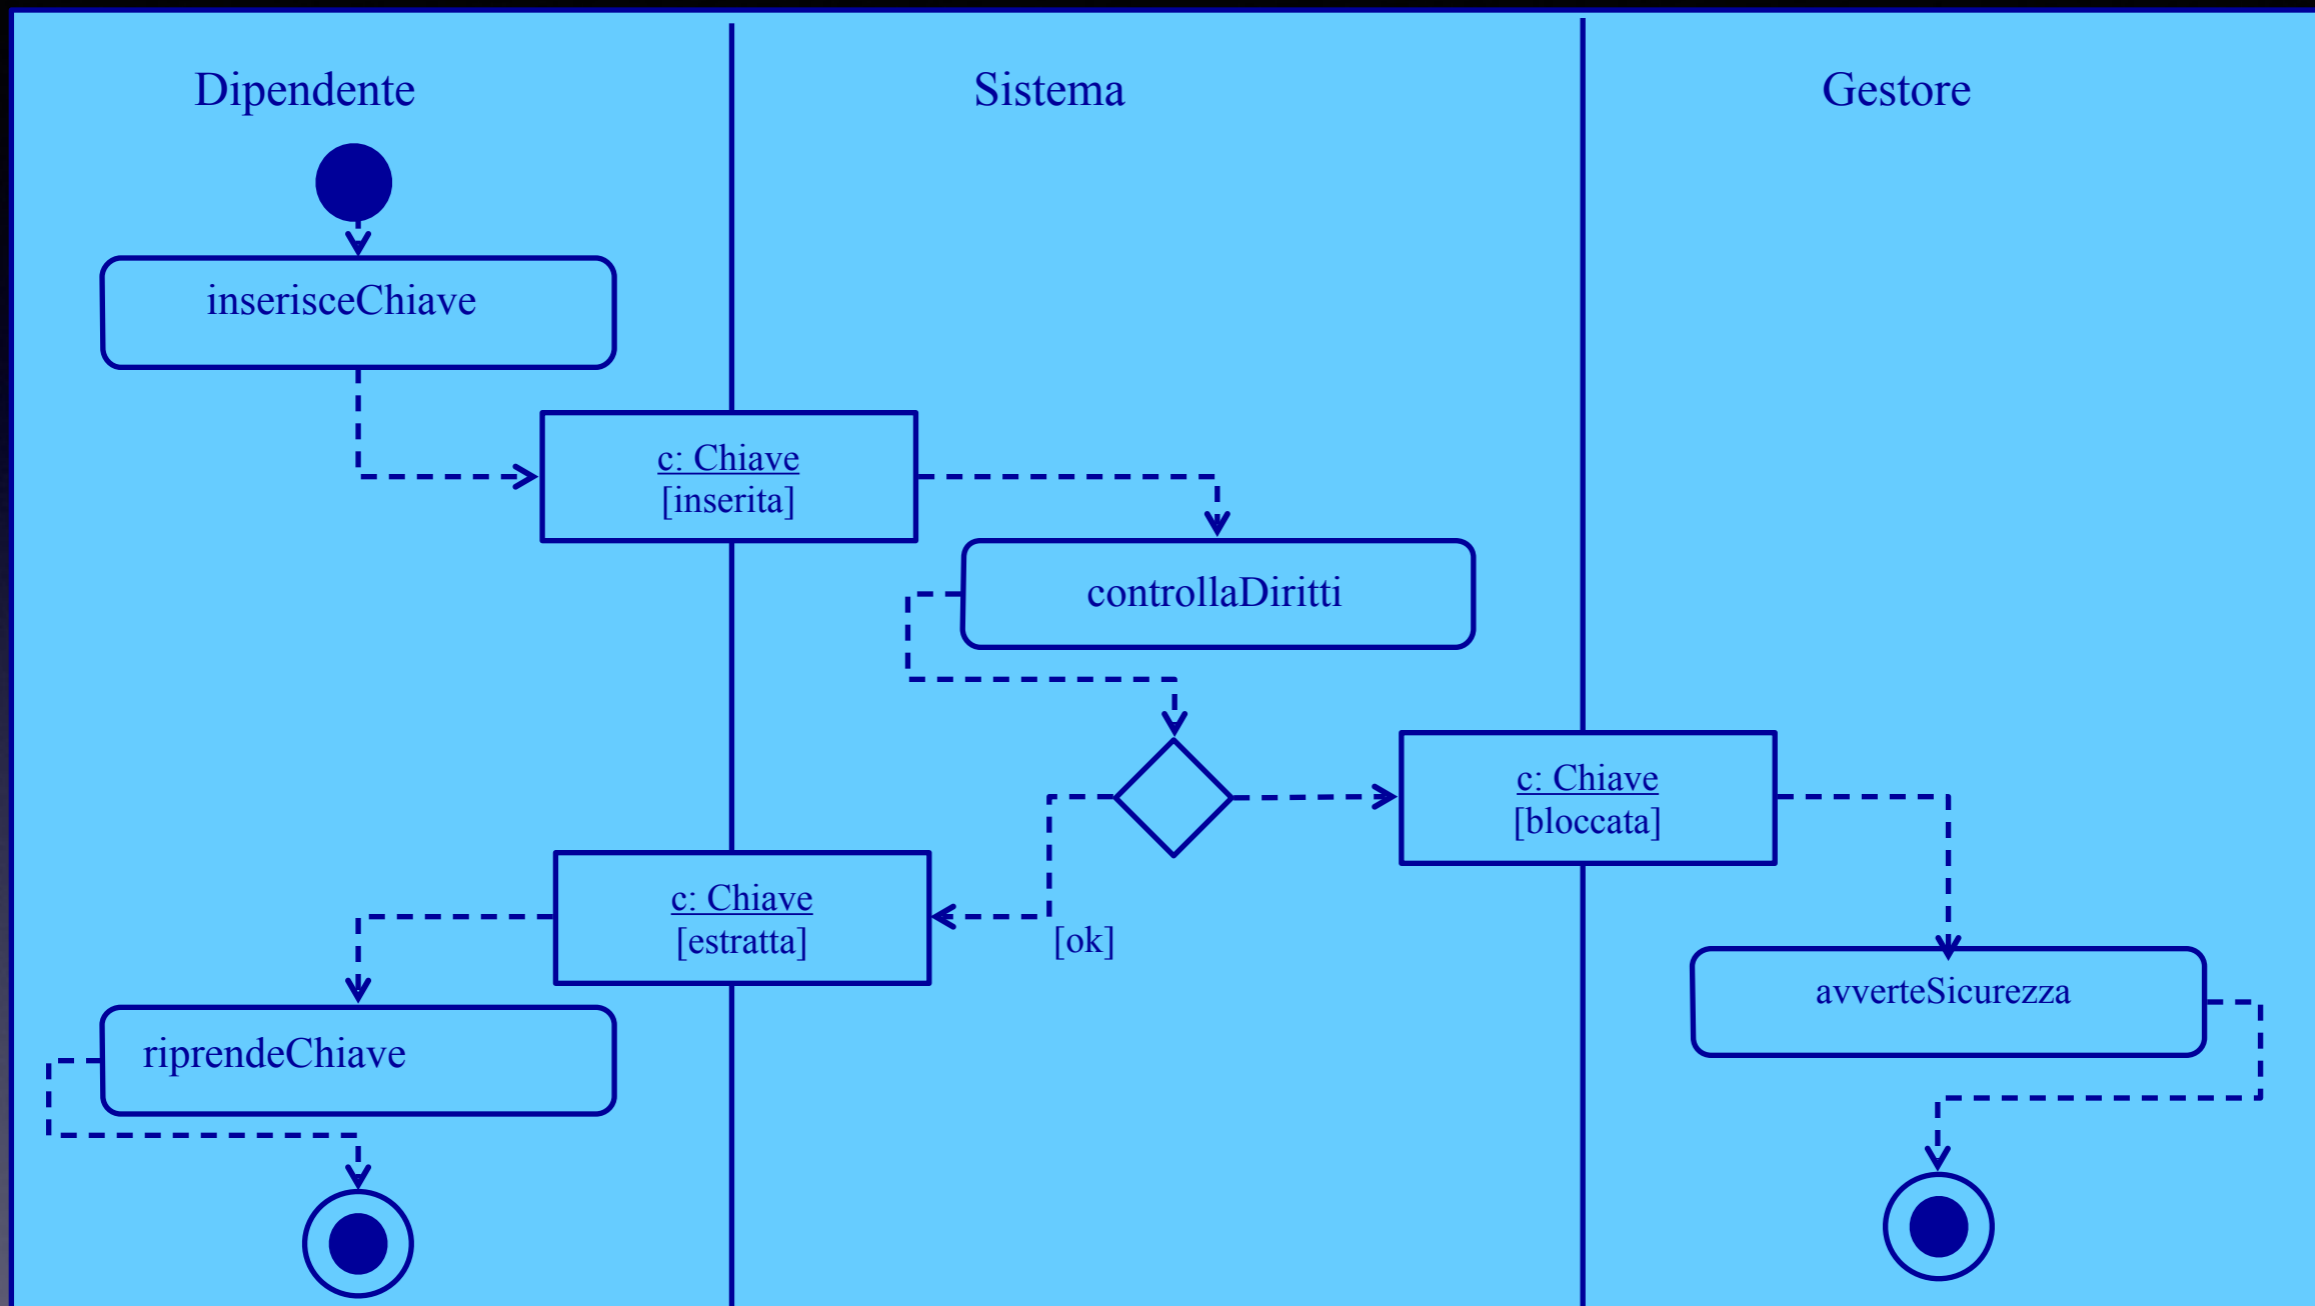 Dipendente
Sistema
Gestore
inserisceChiave
c: Chiave
[inserita]
controllaDiritti
c: Chiave
[bloccata]
c: Chiave
[estratta]
[ok]
avverteSicurezza
riprendeChiave